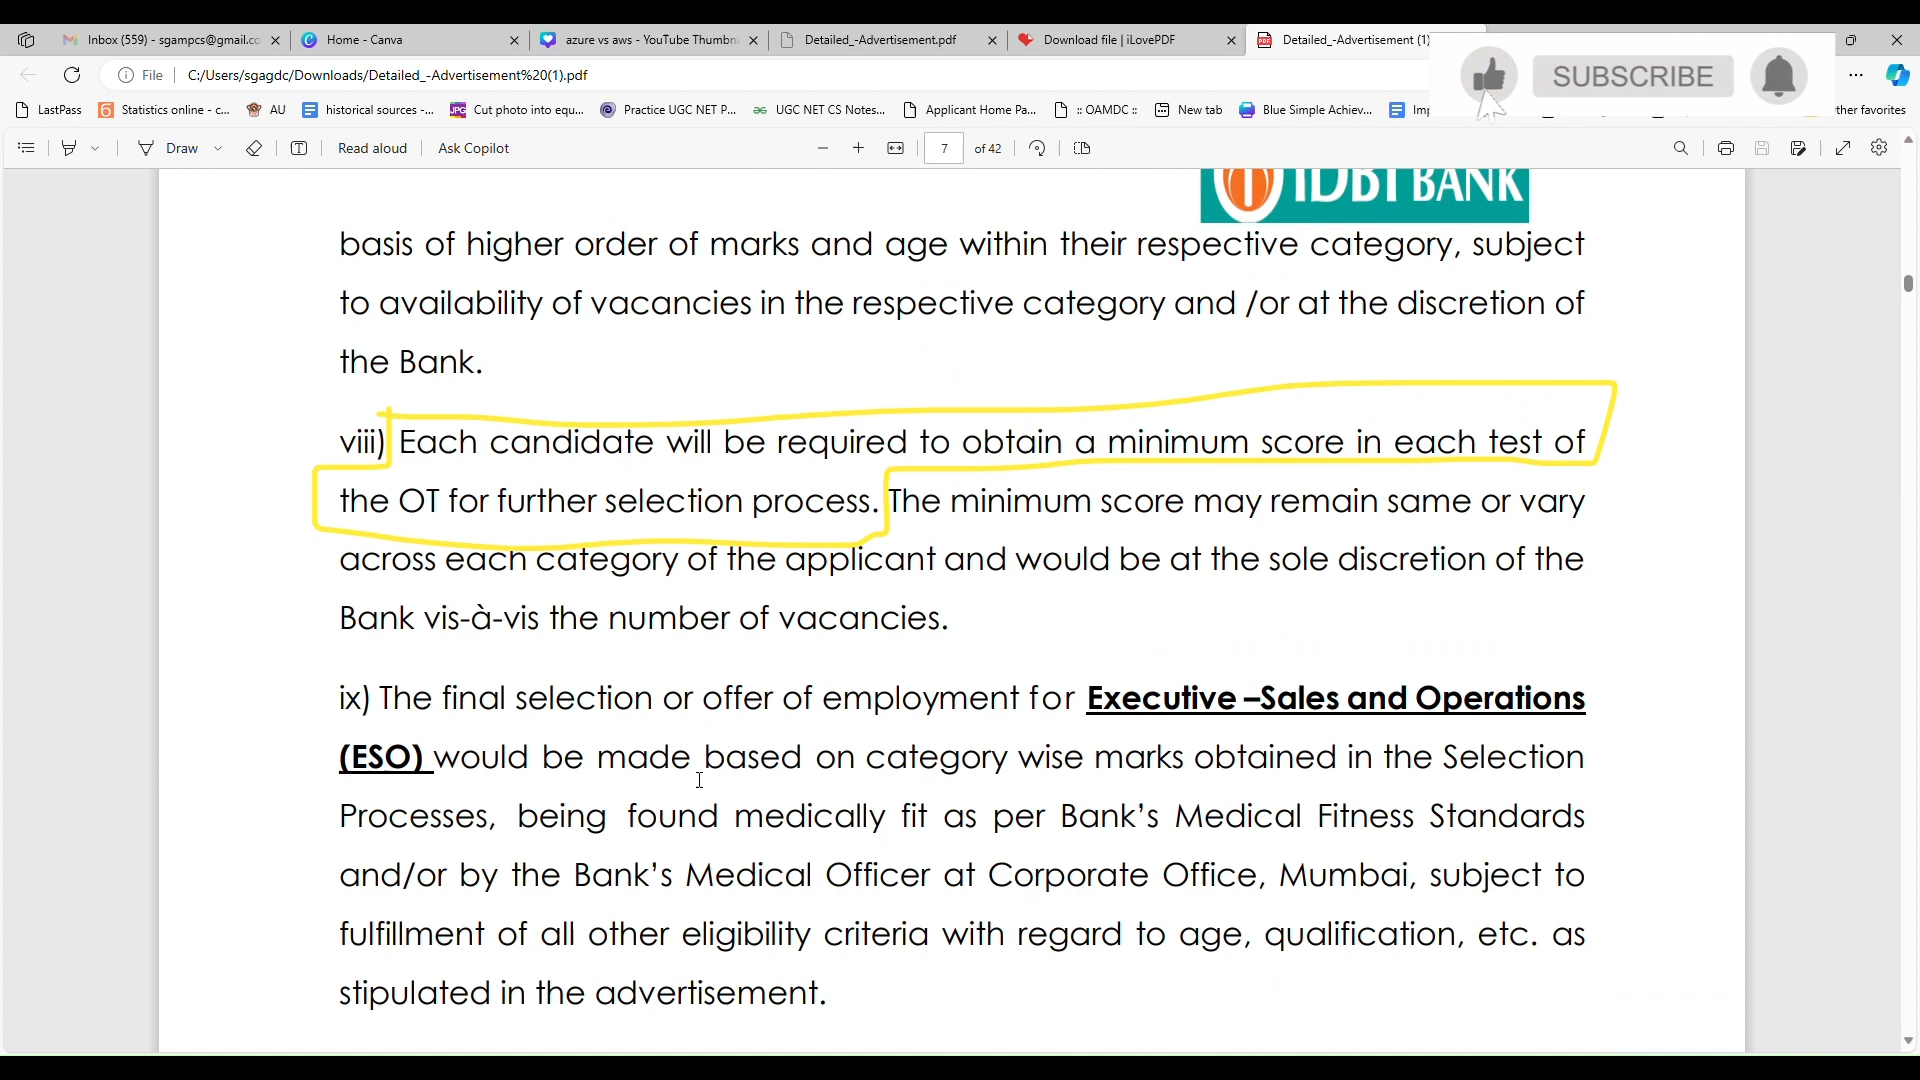 Inbox (559) - sgampcs@gmail.co
Home - Canva
azure vs aws - YouTube Thumbn
Detailed_-Advertisement.pdf
Download file | iLovePDF
Detailed_-Advertisement (1)
File
C:/Users/sgagdc/Downloads/Detailed_-Advertisement%20(1).pdf
SUBSCRIBE
LastPass
Statistics online - c...
AU
historical sources -...
Cut photo into equ...
Practice UGC NET P...
UGC NET CS Notes...
Applicant Home Pa...
:: OAMDC ::
New tab
Blue Simple Achiev...
ther favorites
Draw
Read aloud
Ask Copilot
7 of 42
IDBI BANK
basis of higher order of marks and age within their respective category, subject
to availability of vacancies in the respective category and /or at the discretion of
the Bank.
viii) Each candidate will be required to obtain a minimum score in each test of
the OT for further selection process. The minimum score may remain same or vary
across each category of the applicant and would be at the sole discretion of the
Bank vis-à-vis the number of vacancies.
ix) The final selection or offer of employment for Executive –Sales and Operations
(ESO) would be made based on category wise marks obtained in the Selection
Processes, being found medically fit as per Bank’s Medical Fitness Standards
and/or by the Bank’s Medical Officer at Corporate Office, Mumbai, subject to
fulfillment of all other eligibility criteria with regard to age, qualification, etc. as
stipulated in the advertisement.